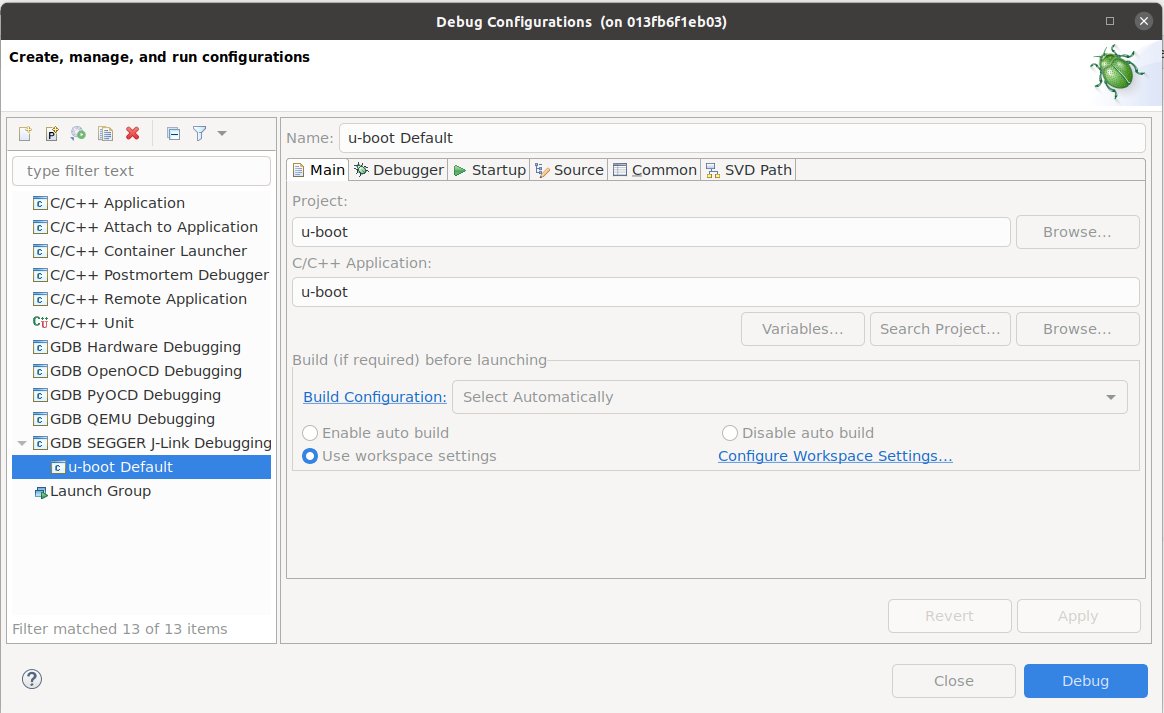 Debug Configurations (on 013fb6f1eb03)
Create, manage, and run configurations
type filter text
C/C++ Application
C/C++ Attach to Application
C/C++ Container Launcher
C/C++ Postmortem Debugger
C/C++ Remote Application
C/C++ Unit
GDB Hardware Debugging
GDB OpenOCD Debugging
GDB PyOCD Debugging
GDB QEMU Debugging
GDB SEGGER J-Link Debugging
u-boot Default
Launch Group
Filter matched 13 of 13 items
Name: u-boot Default
Main Debugger Startup Source Common SVD Path
Project:
u-boot Browse...
C/C++ Application:
u-boot
Variables... Search Project... Browse...
Build (if required) before launching
Build Configuration: Select Automatically
Enable auto build Disable auto build
Use workspace settings Configure Workspace Settings...
Revert Apply
? Close Debug